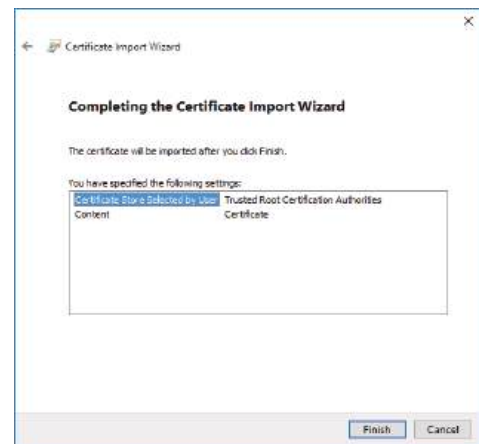 Certificate Import Wizard
Completing the Certificate Import Wizard
The certificate will be imported after you click Finish.
You have specified the following settings:
Certificate Store Selected by User Trusted Root Certification Authorities
Content Certificate
Finish Cancel